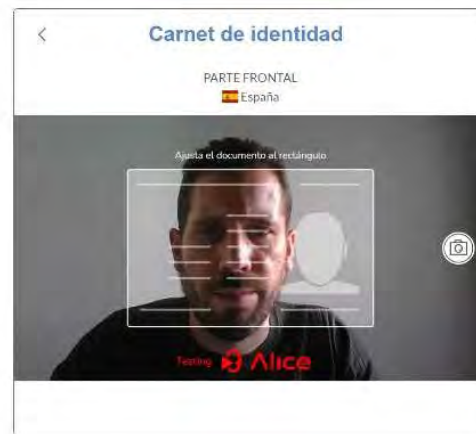 Carnet de identidad
PARTE FRONTAL
España
Ajusta el documento al rectángulo
Testing Alice